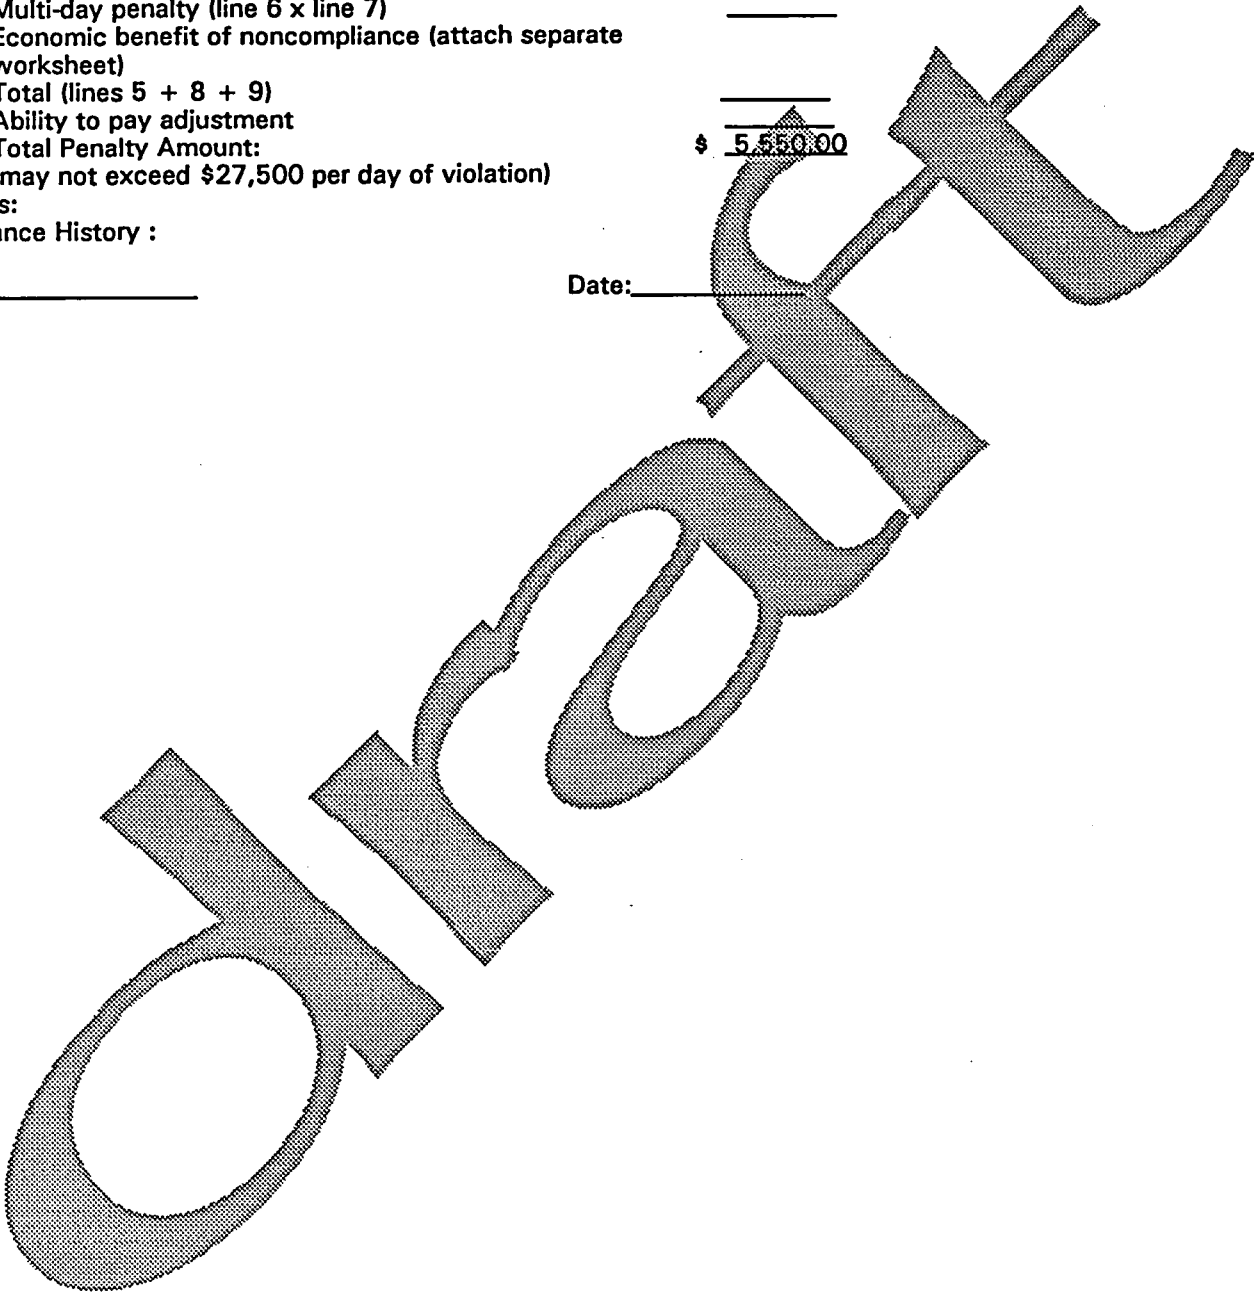 Multi-day penalty (line 6 x line 7)
Economic benefit of noncompliance (attach separate
worksheet)
Total (lines 5 + 8 + 9)
Ability to pay adjustment
Total Penalty Amount: $ 5,550.00
may not exceed $27,500 per day of violation)
s:
ance History :
Date:
draft